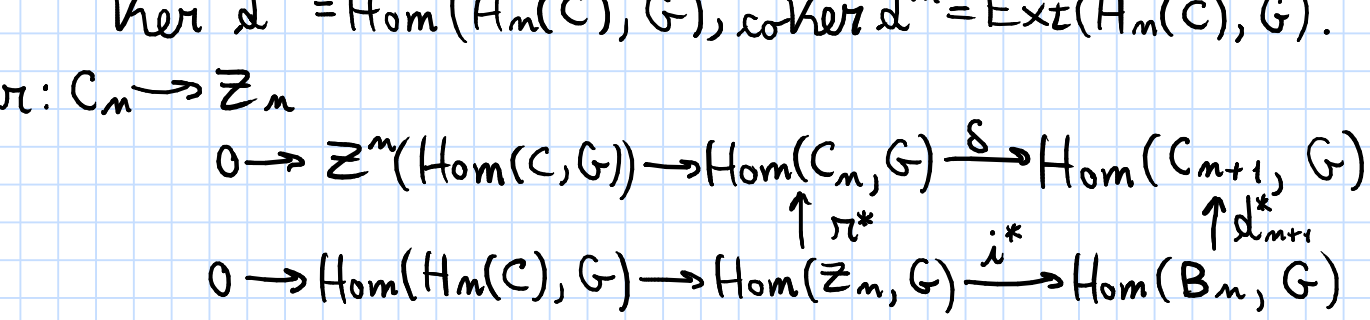 ker d = Hom(Hn(C), G), coker d = Ext(Hn(C), G).
r: Cn → Zn
0 → Zⁿ(Hom(C, G)) → Hom(Cn, G) →δ Hom(Cn+1, G)
↑ r* ↑ d*n+1
0 → Hom(Hn(C), G) → Hom(Zn, G) →i* Hom(Bn, G)